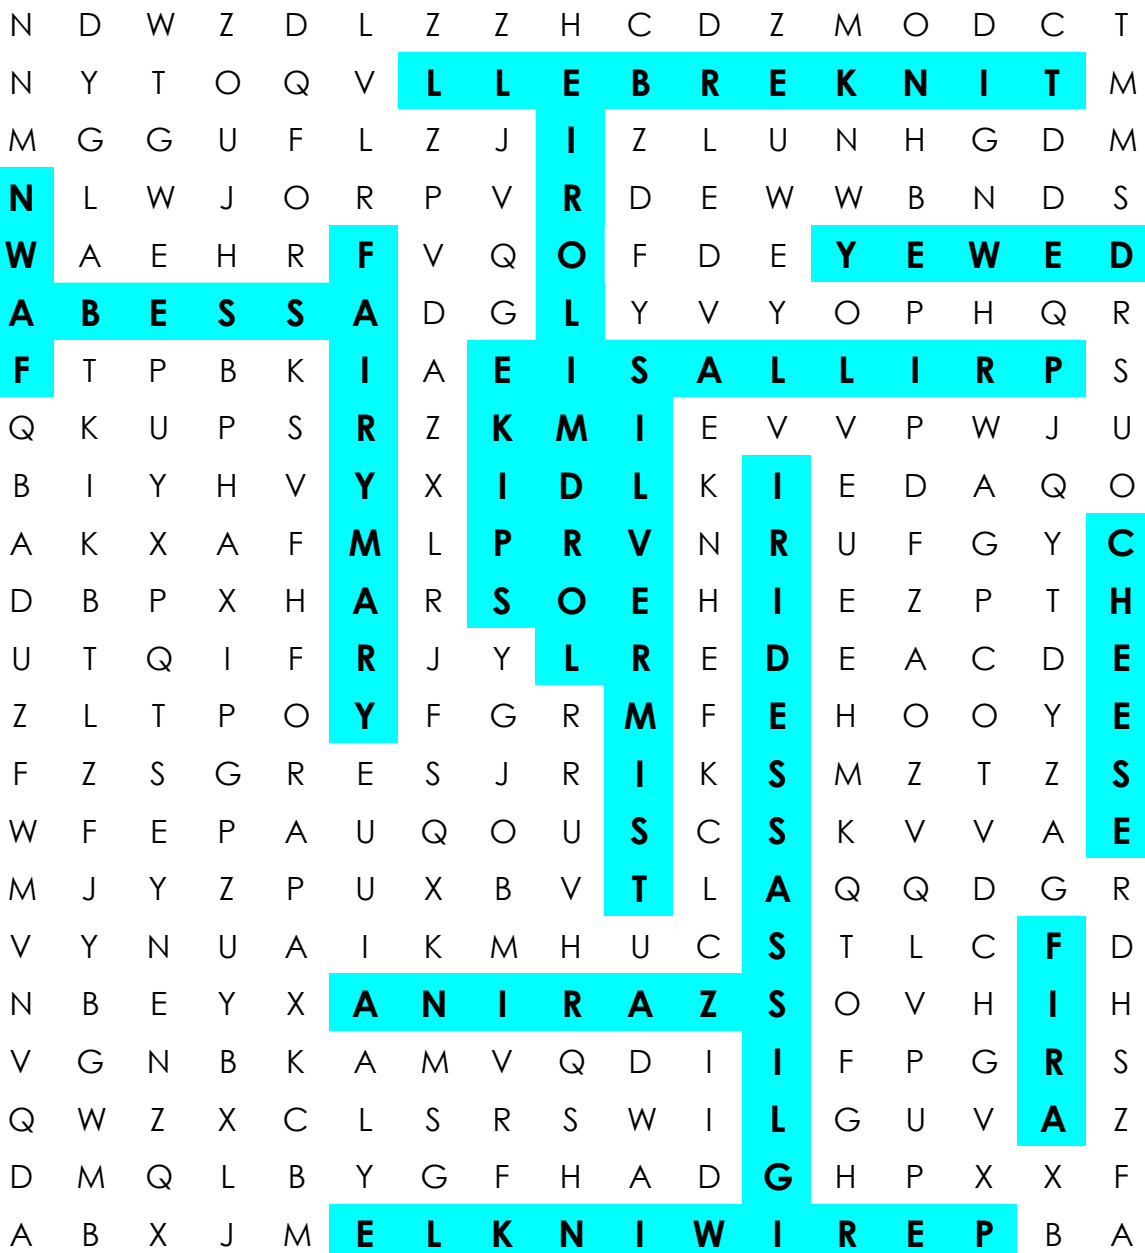 N D W Z D L Z Z H C D Z M O D C T
N Y T O Q V L L E B R E K N I T M
M G G U F L Z J I Z L U N H G D M
N L W J O R P V R D E W W B N D S
W A E H R F V Q O F D E Y E W E D
A B E S S A D G L Y V Y O P H Q R
F T P B K I A E I S A L L I R P S
Q K U P S R Z K M I E V V P W J U
B I Y H V Y X I D L K I E D A Q O
A K X A F M L P R V N R U F G Y C
D B P X H A R S O E H I E Z P T H
U T Q I F R J Y L R E D E A C D E
Z L T P O Y F G R M F E H O O Y E
F Z S G R E S J R I K S M Z T Z S
W F E P A U Q O U S C S K V V A E
M J Y Z P U X B V T L A Q Q D G R
V Y N U A I K M H U C S T L C F D
N B E Y X A N I R A Z S O V H I H
V G N B K A M V Q D I I F P G R S
Q W Z X C L S R S W I L G U V A Z
D M Q L B Y G F H A D G H P X X F
A B X J M E L K N I W I R E P B A